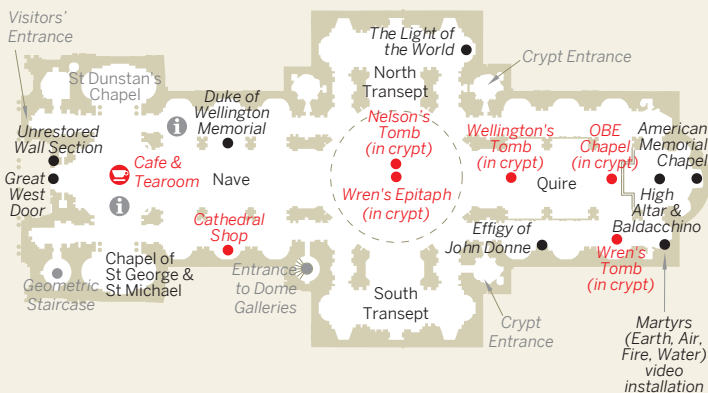 Visitors'
Entrance
The Light of
the World
Crypt Entrance
St Dunstan's
Chapel
North
Transept
Duke of
Wellington
Memorial
Nelson's
Tomb
(in crypt)
Wellington's
Tomb
(in crypt)
OBE
Chapel
(in crypt)
American
Memorial
Chapel
Unrestored
Wall Section
i
Cafe &
Tearoom
Great
West
Door
i
Nave
Wren's Epitaph
(in crypt)
Quire
High
Altar &
Baldacchino
Cathedral
Shop
Effigy of
John Donne
Wren's
Tomb
(in crypt)
Chapel of
St George &
St Michael
Geometric
Staircase
Entrance
to Dome
Galleries
South
Transept
Crypt
Entrance
Martyrs
(Earth, Air,
Fire, Water)
video
installation